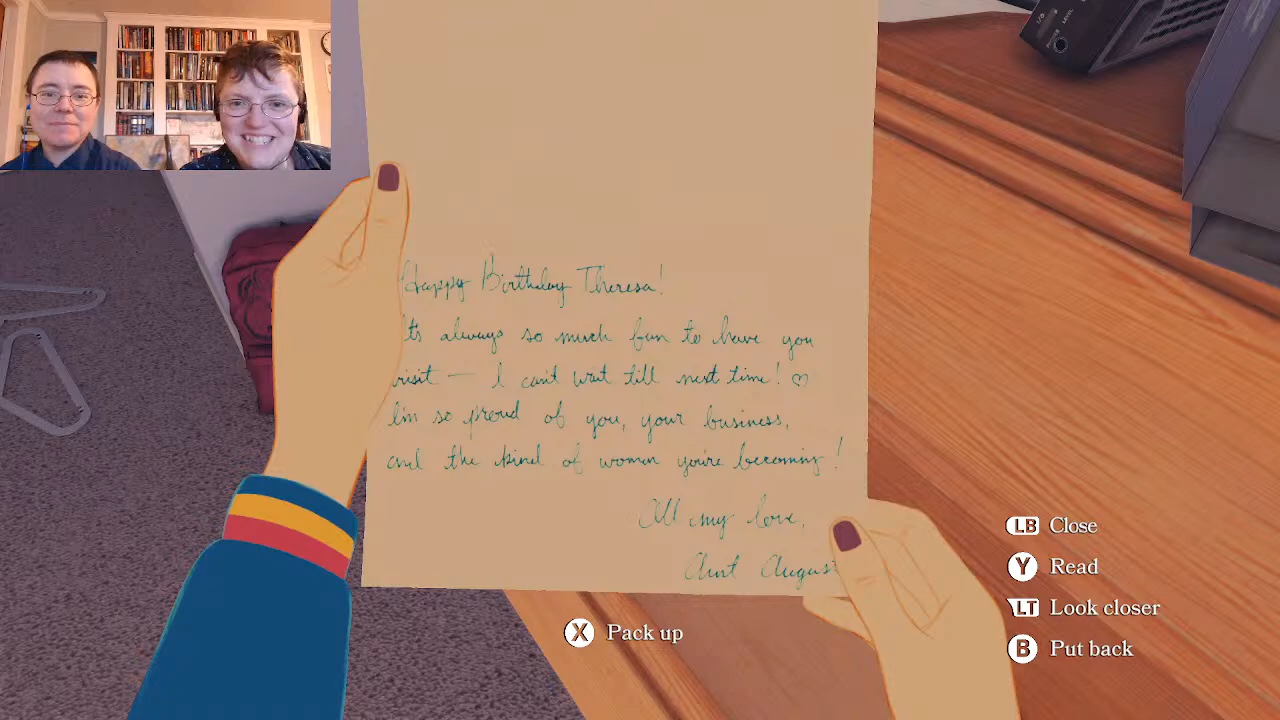 Happy Birthday Theresa!
It's always so much fun to have you
visit — I can't wait till next time! ♡
I'm so proud of you, your business,
and the kind of woman you're becoming!
All my love,
Aunt August
LB Close
Y Read
LT Look closer
B Put back
X Pack up